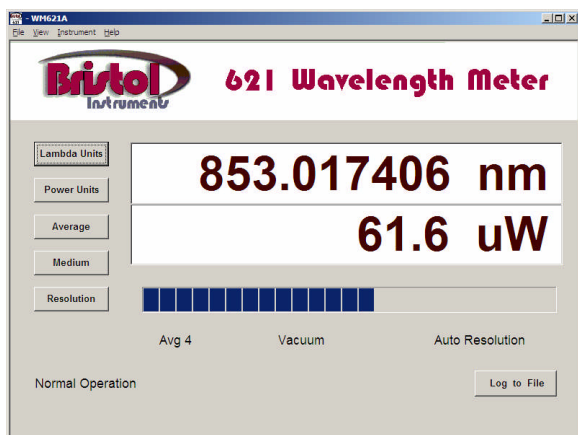 - WM621A
File View Instrument Help
Bristol
Instruments
621 Wavelength Meter
Lambda Units
853.017406 nm
Power Units
61.6 uW
Average
Medium
Resolution
Avg 4 Vacuum Auto Resolution
Normal Operation
Log to File